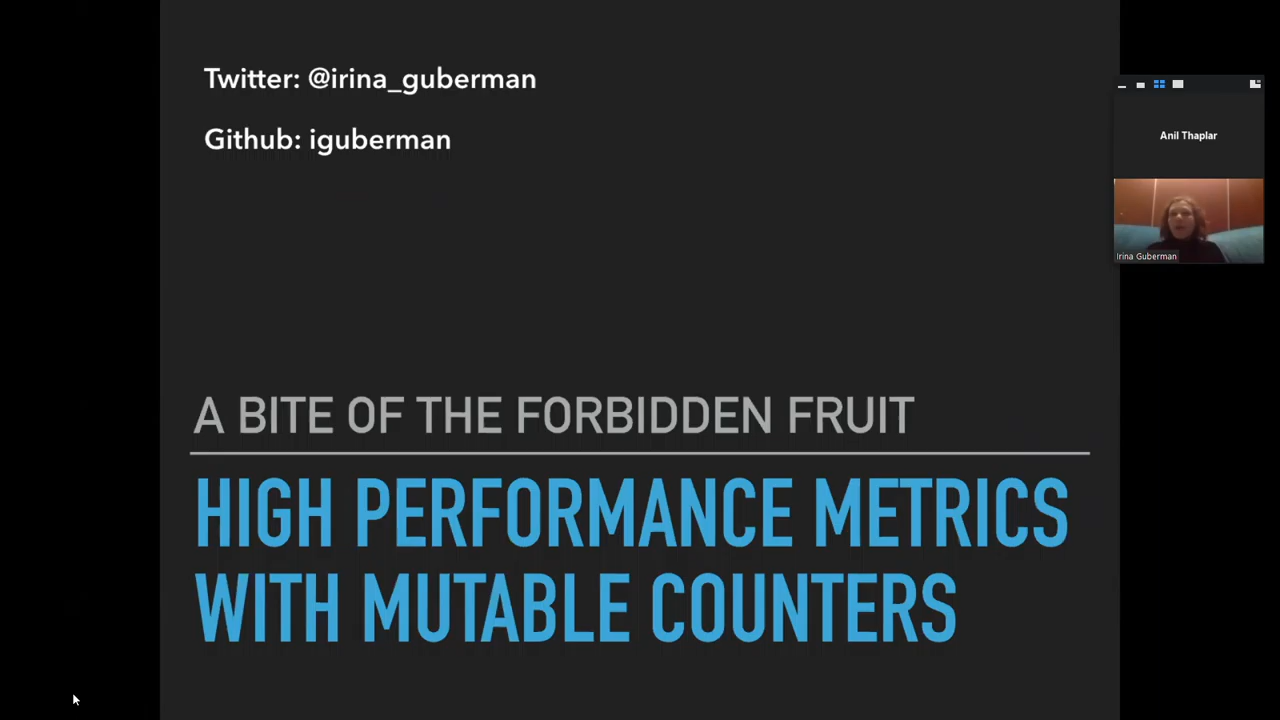 Twitter: @irina_guberman
Github: iguberman
Anil Thaplar
Irina Guberman
A BITE OF THE FORBIDDEN FRUIT
HIGH PERFORMANCE METRICS
WITH MUTABLE COUNTERS